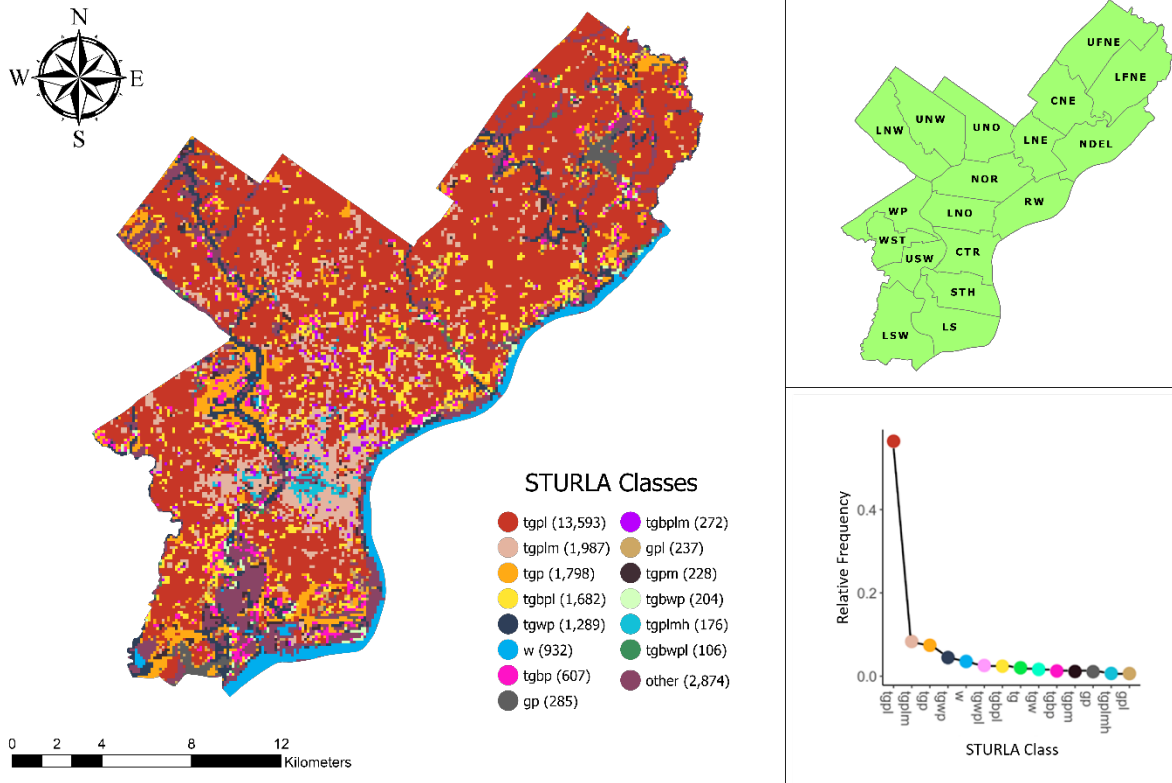 N
W E
S
STURLA Classes
tgpl (13,593)
tgplm (1,987)
tgp (1,798)
tgbpl (1,682)
tgwp (1,289)
w (932)
tgbp (607)
gp (285)
tgbplm (272)
gpl (237)
tgpm (228)
tgbwp (204)
tgplmh (176)
tgbwpl (106)
other (2,874)
0 2 4 8 12
Kilometers
UFNE
LFNE
CNE
UNW
UNO
LNW
LNE
NDEL
NOR
WP
LNO
RW
WST
USW
CTR
STH
LS
LSW
Relative Frequency
0.4
0.2
0.0
tgpl
tgplm
tgp
tgwp
w
tgwpl
tgbpl
tg
tgw
tgbp
tgpm
gp
tgplmh
gpl
STURLA Class